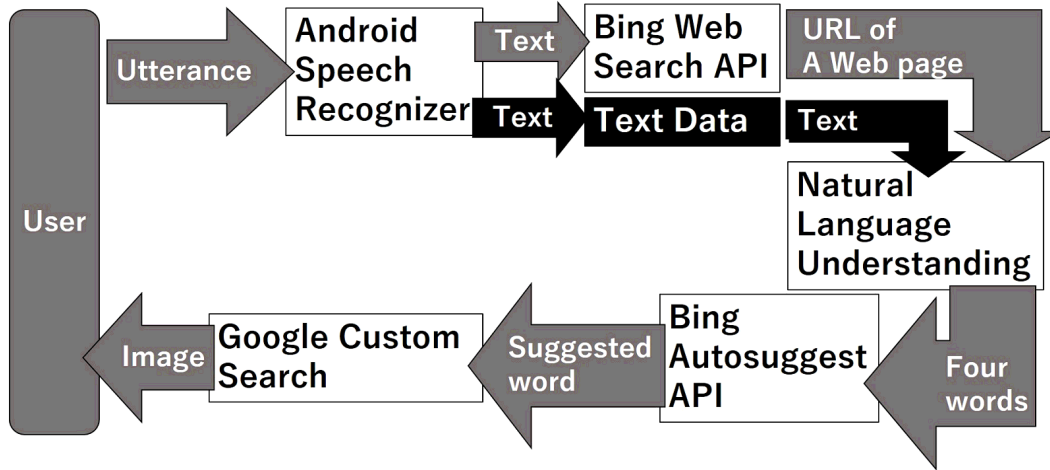 User
Utterance
Android
Speech
Recognizer
Text
Bing Web
Search API
URL of
A Web page
Text
Text Data
Text
Natural
Language
Understanding
Four
words
Bing
Autosuggest
API
Suggested
word
Google Custom
Search
Image